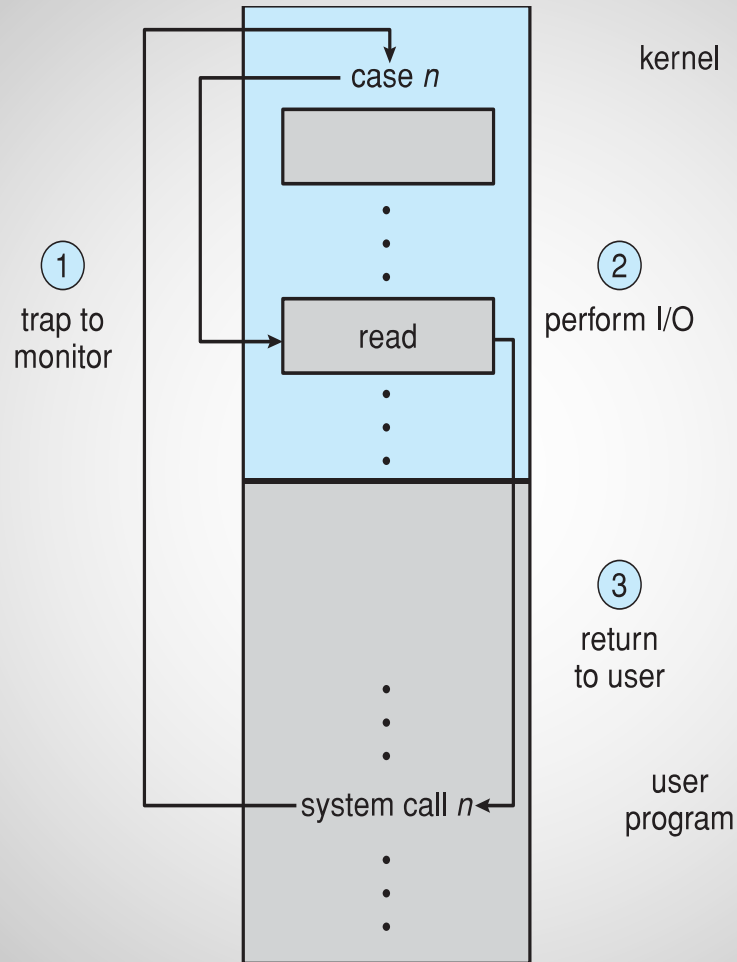 kernel
case n
1
trap to
monitor
2
perform I/O
read
3
return
to user
system call n
user
program